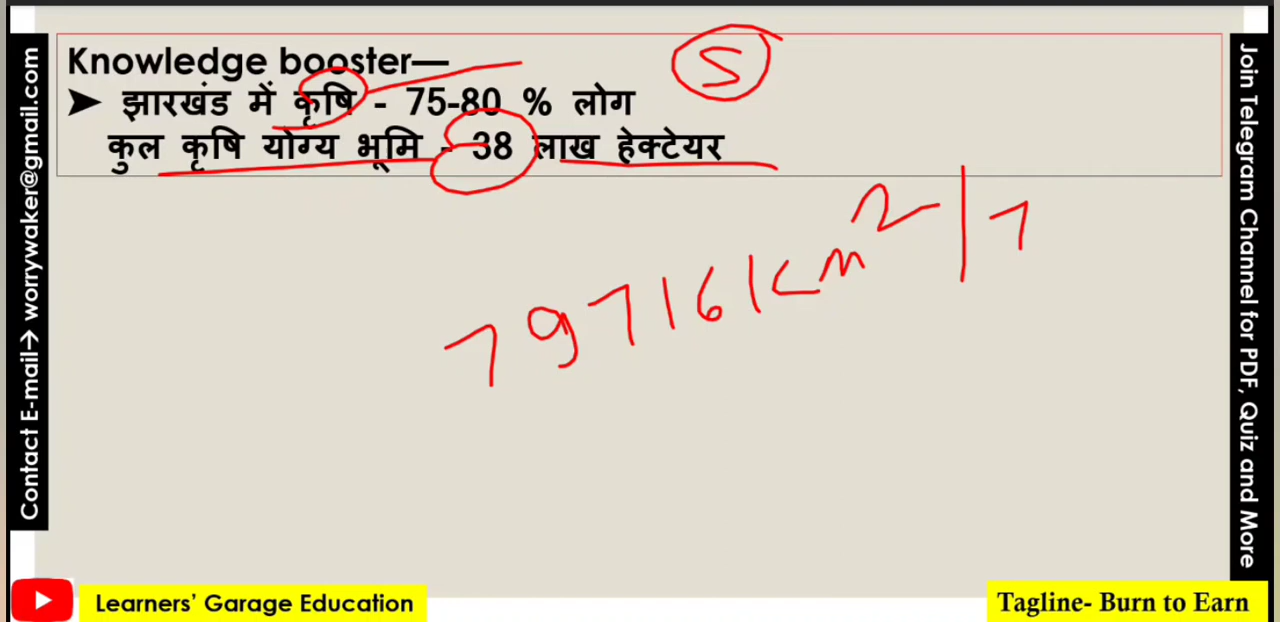 Knowledge booster—
➤ झारखंड में कृषि - 75-80 % लोग
कुल कृषि योग्य भूमि - 38 लाख हेक्टेयर
S
79716 km²/7
Contact E-mail→ worrywaker@gmail.com
Join Telegram Channel for PDF, Quiz and More
Learners’ Garage Education
Tagline- Burn to Earn